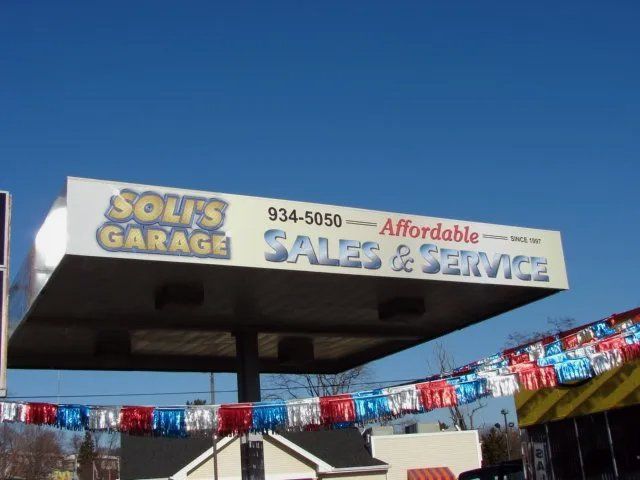 SOLI'S
GARAGE
934-5050
Affordable
SINCE 1997
SALES & SERVICE